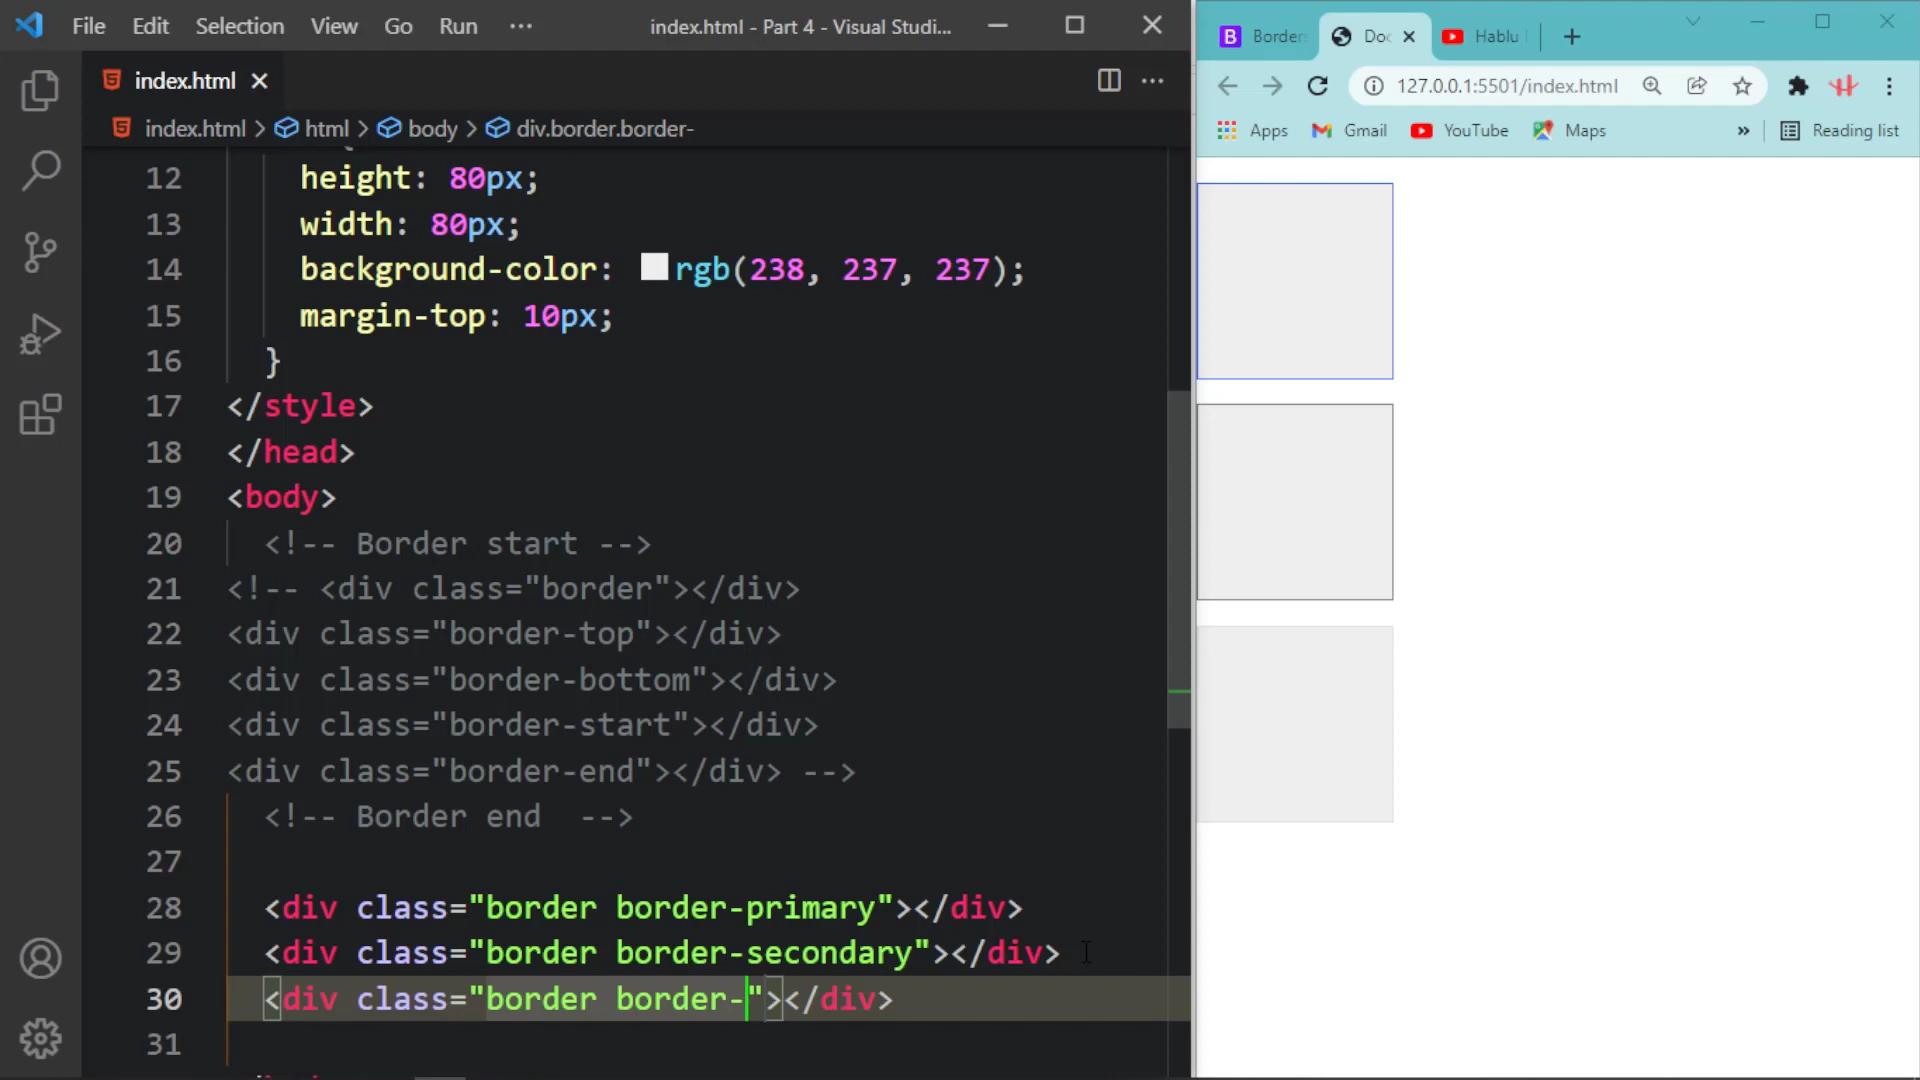 File Edit Selection View Go Run ··· index.html - Part 4 - Visual Studi...
index.html
index.html > html > body > div.border.border-
12 height: 80px;
13 width: 80px;
14 background-color: rgb(238, 237, 237);
15 margin-top: 10px;
16 }
17 </style>
18 </head>
19 <body>
20 <!-- Border start -->
21 <!-- <div class="border"></div>
22 <div class="border-top"></div>
23 <div class="border-bottom"></div>
24 <div class="border-start"></div>
25 <div class="border-end"></div> -->
26 <!-- Border end  -->
27
28 <div class="border border-primary"></div>
29 <div class="border border-secondary"></div>
30 <div class="border border-"></div>
31
B Border Doc Hablu
127.0.0.1:5501/index.html
Apps Gmail YouTube Maps » Reading list